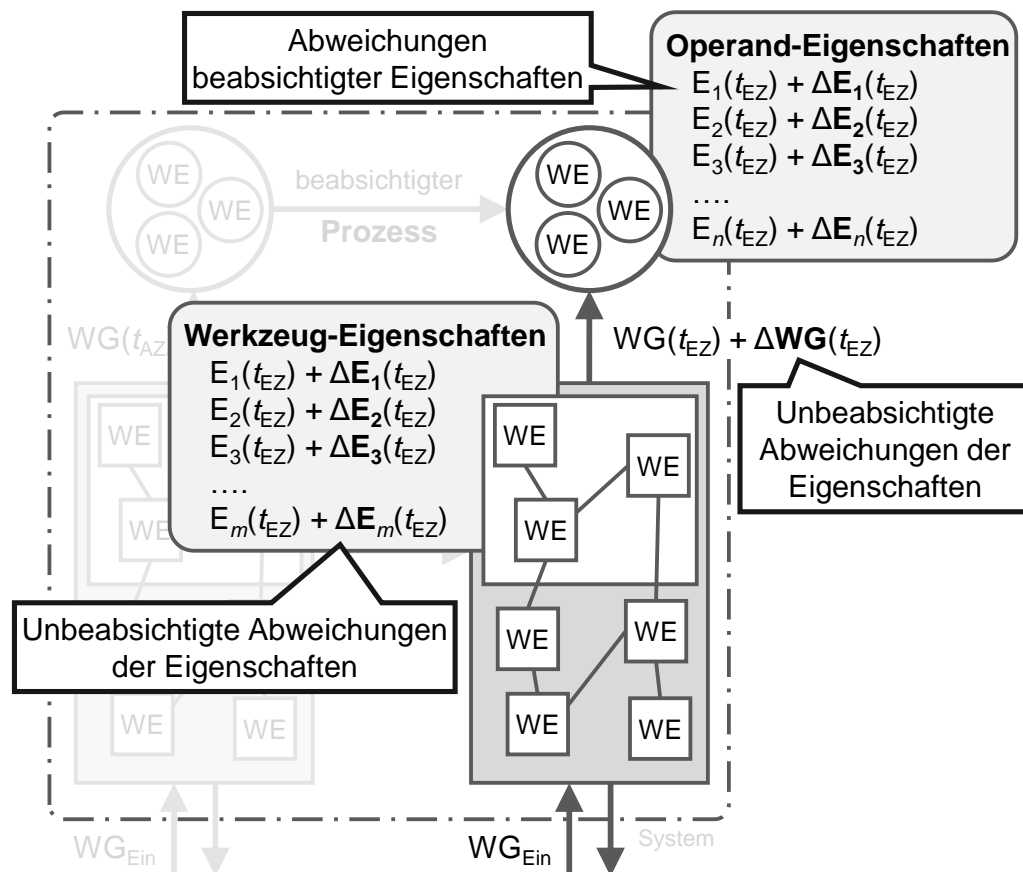 Abweichungen
beabsichtigter Eigenschaften
Operand-Eigenschaften
E1(tEZ) + ΔE1(tEZ)
E2(tEZ) + ΔE2(tEZ)
E3(tEZ) + ΔE3(tEZ)
....
En(tEZ) + ΔEn(tEZ)
WE
WE
WE
beabsichtigter
Prozess
WE
WE
WE
WG(tAZ
Werkzeug-Eigenschaften
E1(tEZ) + ΔE1(tEZ)
E2(tEZ) + ΔE2(tEZ)
E3(tEZ) + ΔE3(tEZ)
....
Em(tEZ) + ΔEm(tEZ)
WG(tEZ) + ΔWG(tEZ)
Unbeabsichtigte
Abweichungen der
Eigenschaften
WE
WE
WE
WE
WE
Unbeabsichtigte Abweichungen
der Eigenschaften
WE
WE
WE
WE
WE
WE
WGEin
WGEin
System